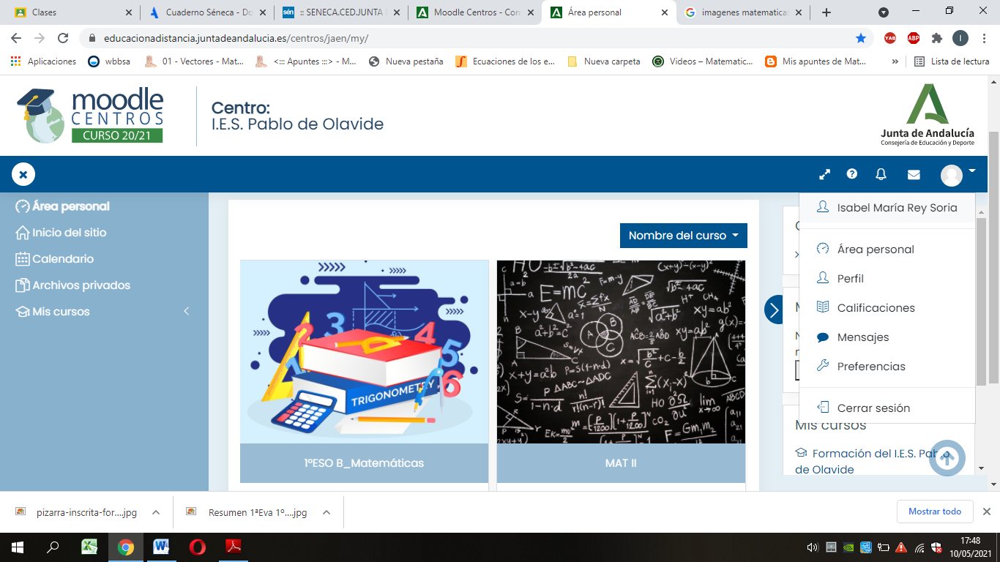 Clases
Cuaderno Séneca - Do
:: SENECA.CED.JUNTA
Moodle Centros - Con
Área personal
imagenes matematica
educacionadistancia.juntadeandalucia.es/centros/jaen/my/
Aplicaciones
wbbsa
01 - Vectores - Mat...
<::: Apuntes :::> - M...
Nueva pestaña
Ecuaciones de los e...
Nueva carpeta
Videos – Matematic...
Mis apuntes de Mat...
»
Lista de lectura
moodle
CENTROS
CURSO 20/21
Centro:
I.E.S. Pablo de Olavide
Junta de Andalucía
Consejería de Educación y Deporte
Área personal
Inicio del sitio
Calendario
Archivos privados
Mis cursos
Nombre del curso
TRIGONOMETRY
1ºESO B_Matemáticas
E=mc
MAT II
Isabel María Rey Soria
Área personal
Perfil
Calificaciones
Mensajes
Preferencias
Cerrar sesión
Mis cursos
Formación del I.E.S. Pablo
de Olavide
pizarra-inscrita-for....jpg
Resumen 1ªEva 1º....jpg
Mostrar todo
17:48
10/05/2021